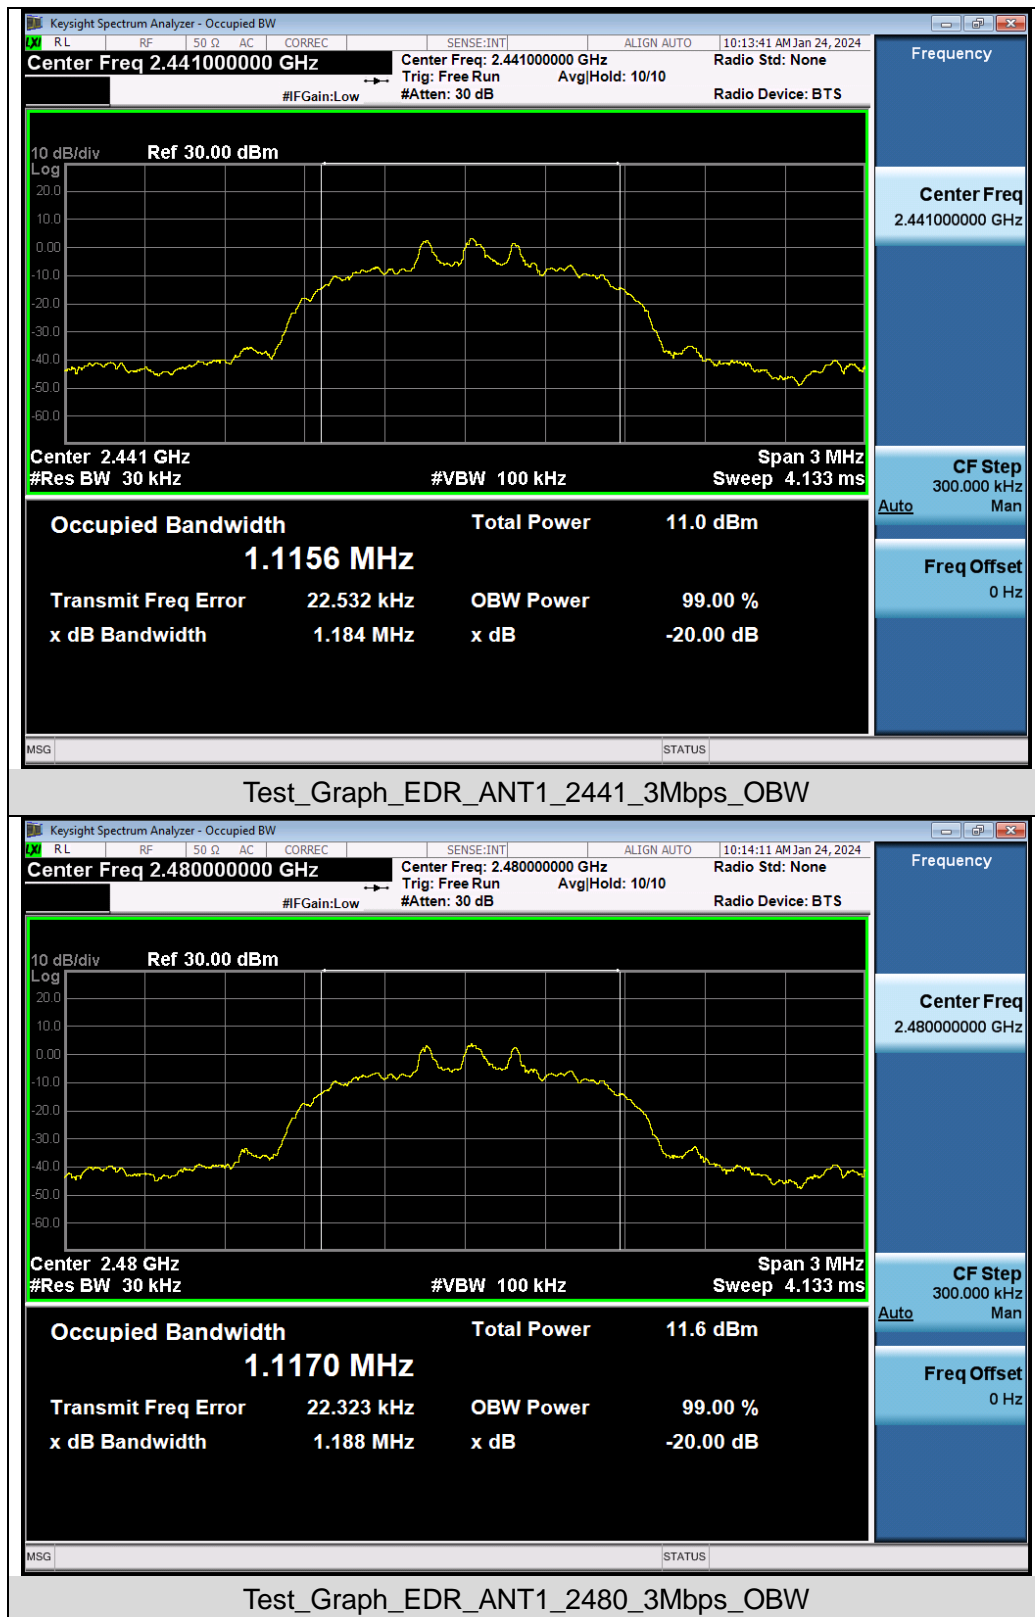 Keysight Spectrum Analyzer - Occupied BW
LXI RL RF 50 Ω AC CORREC SENSE:INT ALIGN AUTO 10:13:41 AM Jan 24, 2024
Center Freq 2.441000000 GHz
Center Freq: 2.441000000 GHz
Radio Std: None
Trig: Free Run Avg|Hold: 10/10
#IFGain:Low
#Atten: 30 dB
Radio Device: BTS
Frequency
10 dB/div Ref 30.00 dBm
Log
20.0
10.0
0.00
-10.0
-20.0
-30.0
-40.0
-50.0
-60.0
Center 2.441 GHz Span 3 MHz
#Res BW 30 kHz #VBW 100 kHz Sweep 4.133 ms
Center Freq
2.441000000 GHz
CF Step
300.000 kHz
Auto Man
Freq Offset
0 Hz
Occupied Bandwidth Total Power 11.0 dBm
1.1156 MHz
Transmit Freq Error 22.532 kHz OBW Power 99.00 %
x dB Bandwidth 1.184 MHz x dB -20.00 dB
MSG STATUS
Test_Graph_EDR_ANT1_2441_3Mbps_OBW
Keysight Spectrum Analyzer - Occupied BW
LXI RL RF 50 Ω AC CORREC SENSE:INT ALIGN AUTO 10:14:11 AM Jan 24, 2024
Center Freq 2.480000000 GHz
Center Freq: 2.480000000 GHz
Radio Std: None
Trig: Free Run Avg|Hold: 10/10
#IFGain:Low
#Atten: 30 dB
Radio Device: BTS
Frequency
10 dB/div Ref 30.00 dBm
Log
20.0
10.0
0.00
-10.0
-20.0
-30.0
-40.0
-50.0
-60.0
Center 2.48 GHz Span 3 MHz
#Res BW 30 kHz #VBW 100 kHz Sweep 4.133 ms
Center Freq
2.480000000 GHz
CF Step
300.000 kHz
Auto Man
Freq Offset
0 Hz
Occupied Bandwidth Total Power 11.6 dBm
1.1170 MHz
Transmit Freq Error 22.323 kHz OBW Power 99.00 %
x dB Bandwidth 1.188 MHz x dB -20.00 dB
MSG STATUS
Test_Graph_EDR_ANT1_2480_3Mbps_OBW